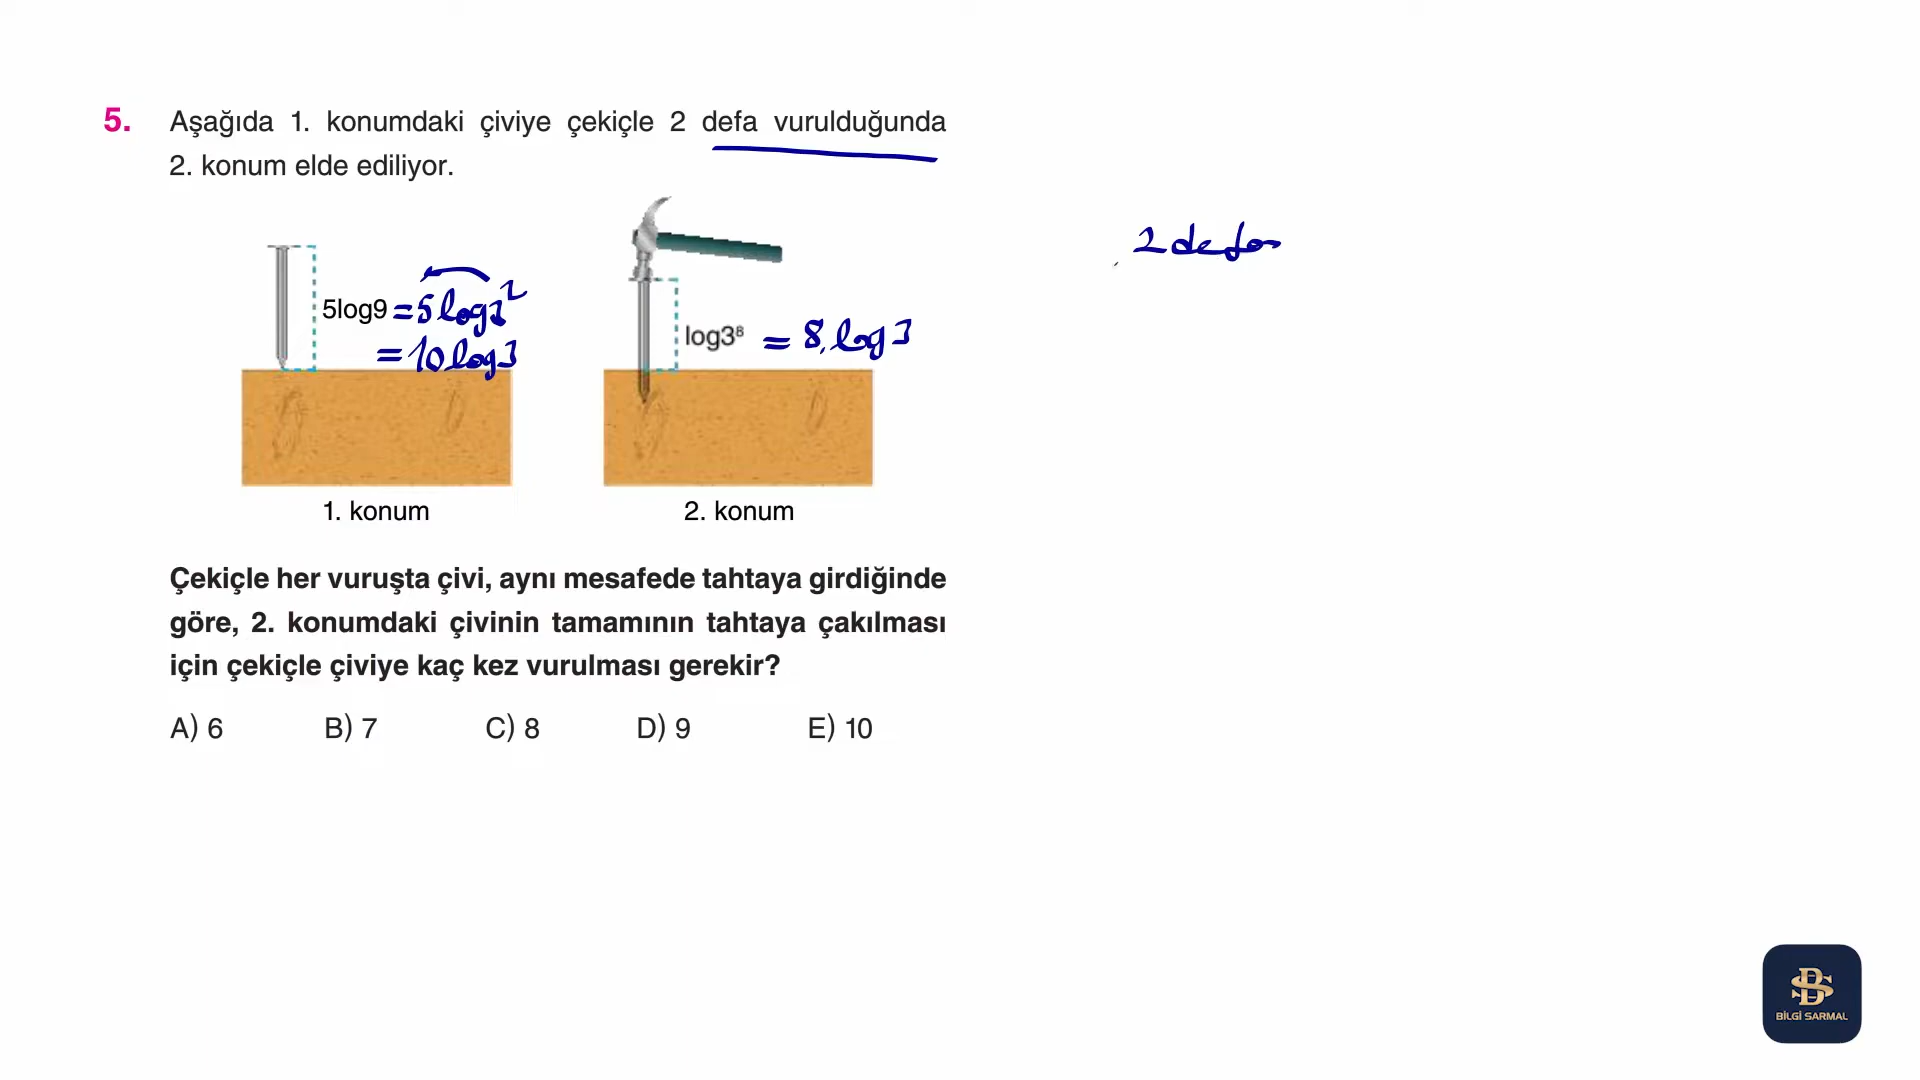 5. Aşağıda 1. konumdaki çiviye çekiçle 2 defa vurulduğunda
2. konum elde ediliyor.
2 defa
5log9 = 5log3²
= 10log3
log3⁸ = 8.log3
1. konum
2. konum
Çekiçle her vuruşta çivi, aynı mesafede tahtaya girdiğinde
göre, 2. konumdaki çivinin tamamının tahtaya çakılması
için çekiçle çiviye kaç kez vurulması gerekir?
A) 6 B) 7 C) 8 D) 9 E) 10
BS
BİLGİ SARMAL